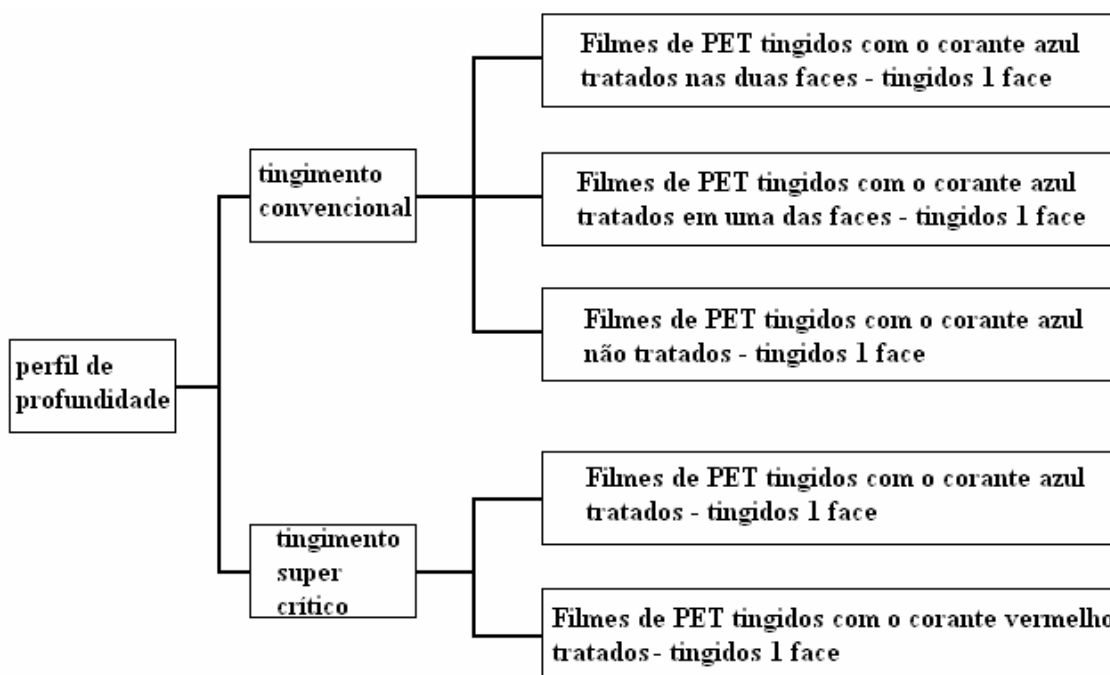 perfil de
profundidade
tingimento
convencional
Filmes de PET tingidos com o corante azul
tratados nas duas faces - tingidos 1 face
Filmes de PET tingidos com o corante azul
tratados em uma das faces - tingidos 1 face
Filmes de PET tingidos com o corante azul
não tratados - tingidos 1 face
tingimento
super
crítico
Filmes de PET tingidos com o corante azul
tratados - tingidos 1 face
Filmes de PET tingidos com o corante vermelho
tratados- tingidos 1 face